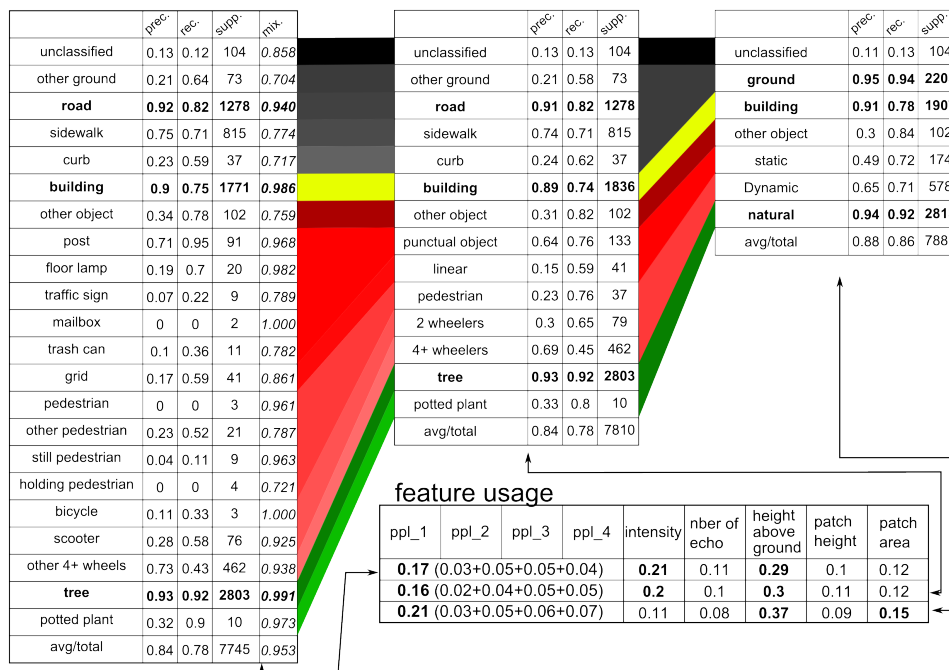 prec. rec. supp. mix.
unclassified 0.13 0.12 104 0.858
other ground 0.21 0.64 73 0.704
road 0.92 0.82 1278 0.940
sidewalk 0.75 0.71 815 0.774
curb 0.23 0.59 37 0.717
building 0.9 0.75 1771 0.986
other object 0.34 0.78 102 0.759
post 0.71 0.95 91 0.968
floor lamp 0.19 0.7 20 0.982
traffic sign 0.07 0.22 9 0.789
mailbox 0 0 2 1.000
trash can 0.1 0.36 11 0.782
grid 0.17 0.59 41 0.861
pedestrian 0 0 3 0.961
other pedestrian 0.23 0.52 21 0.787
still pedestrian 0.04 0.11 9 0.963
holding pedestrian 0 0 4 0.721
bicycle 0.11 0.33 3 1.000
scooter 0.28 0.58 76 0.925
other 4+ wheels 0.73 0.43 462 0.938
tree 0.93 0.92 2803 0.991
potted plant 0.32 0.9 10 0.973
avg/total 0.84 0.78 7745 0.953
prec. rec. supp.
unclassified 0.13 0.13 104
other ground 0.21 0.58 73
road 0.91 0.82 1278
sidewalk 0.74 0.71 815
curb 0.24 0.62 37
building 0.89 0.74 1836
other object 0.31 0.82 102
punctual object 0.64 0.76 133
linear 0.15 0.59 41
pedestrian 0.23 0.76 37
2 wheelers 0.3 0.65 79
4+ wheelers 0.69 0.45 462
tree 0.93 0.92 2803
potted plant 0.33 0.8 10
avg/total 0.84 0.78 7810
prec. rec. supp.
unclassified 0.11 0.13 104
ground 0.95 0.94 220
building 0.91 0.78 190
other object 0.3 0.84 102
static 0.49 0.72 174
Dynamic 0.65 0.71 578
natural 0.94 0.92 281
avg/total 0.88 0.86 788
feature usage
ppl_1 ppl_2 ppl_3 ppl_4 intensity nber of echo height above ground patch height patch area
0.17 (0.03+0.05+0.05+0.04) 0.21 0.11 0.29 0.1 0.12
0.16 (0.02+0.04+0.05+0.05) 0.2 0.1 0.3 0.11 0.12
0.21 (0.03+0.05+0.06+0.07) 0.11 0.08 0.37 0.09 0.15